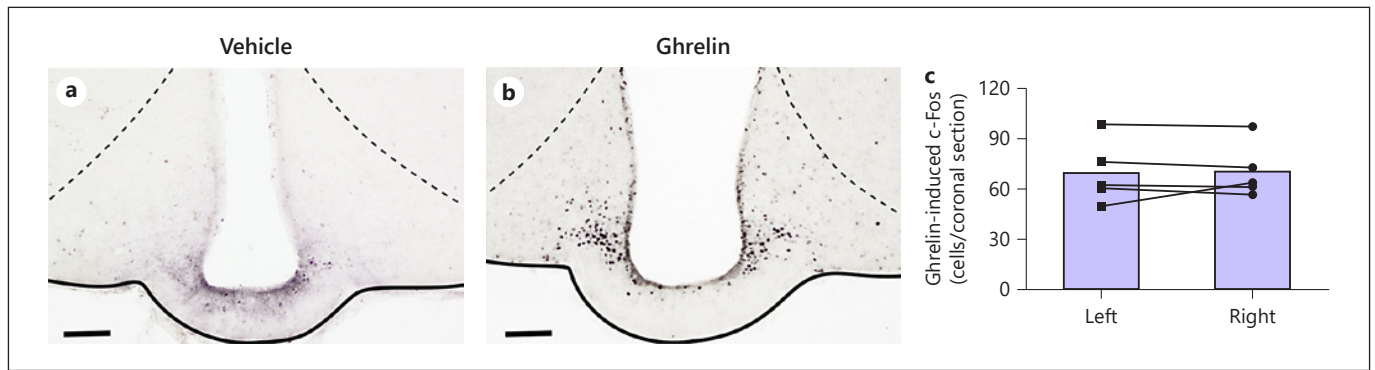 Vehicle
Ghrelin
a
b
c
Ghrelin-induced c-Fos
(cells/coronal section)
120
90
60
30
0
Left
Right